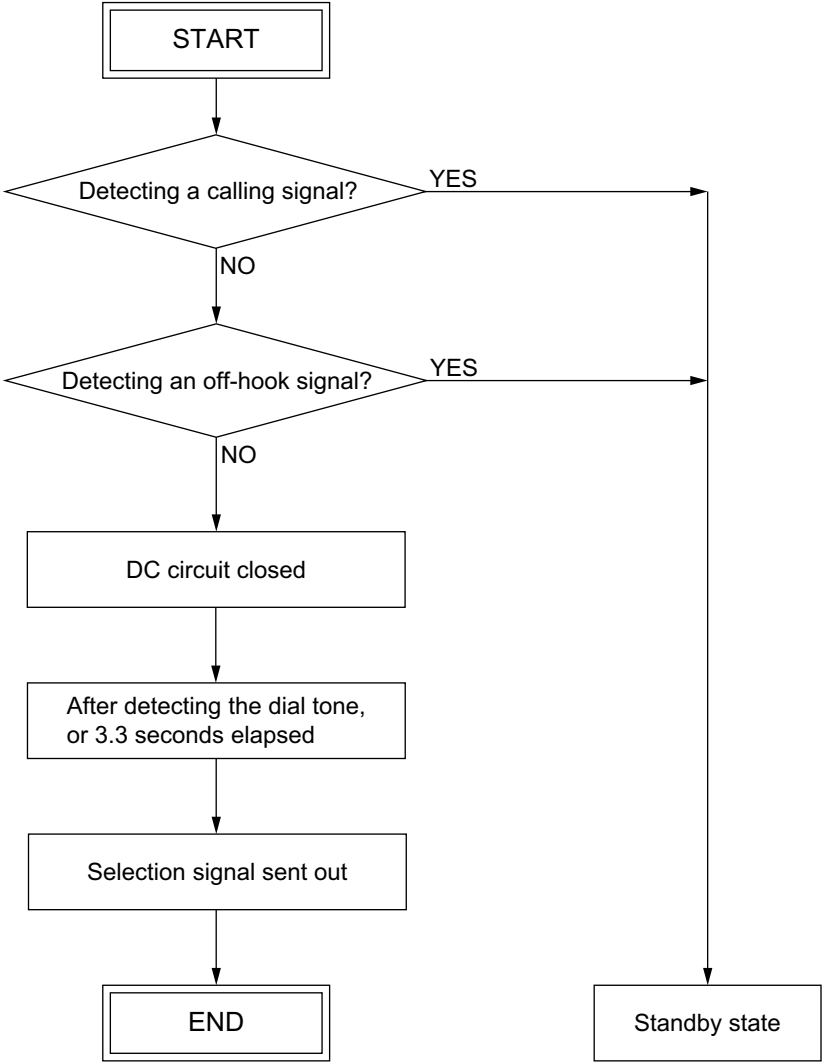 START
Detecting a calling signal?
YES
NO
Detecting an off-hook signal?
YES
NO
DC circuit closed
After detecting the dial tone,
or 3.3 seconds elapsed
Selection signal sent out
END
Standby state